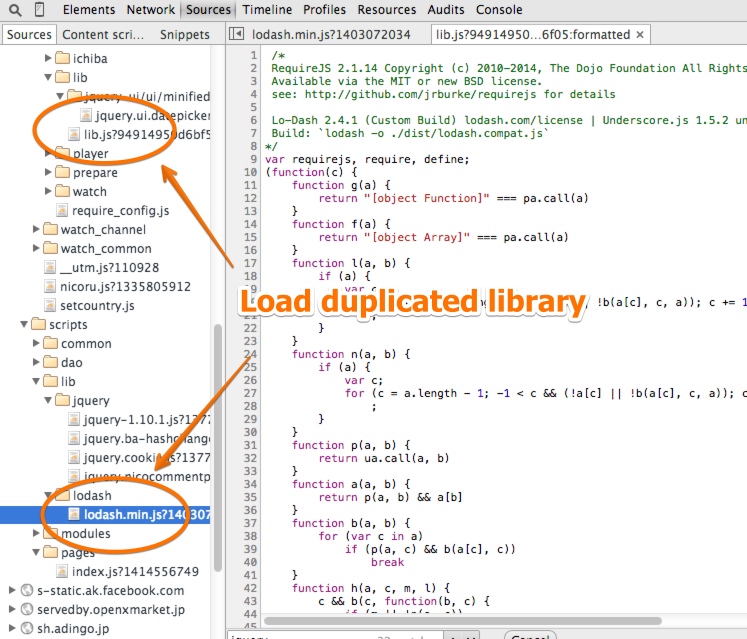 Elements Network Sources Timeline Profiles Resources Audits Console
Sources Content scri... Snippets
lodash.min.js?1403072034
lib.js?94914950...6f05:formatted ×
ichiba
lib
jquery-ui/ui/minified
jquery.ui.datepicker
lib.js?94914950d6bf5
player
prepare
watch
require_config.js
watch_channel
watch_common
__utm.js?110928
nicoru.js?1335805912
setcountry.js
scripts
common
dao
lib
jquery
jquery-1.10.1.js?1377
jquery.ba-hashchange
jquery.cookie.js?1377
jquery.nicocommentp
lodash
lodash.min.js?140307
modules
pages
index.js?1414556749
s-static.ak.facebook.com
servedby.openxmarket.jp
sh.adingo.jp
1 /*
2 RequireJS 2.1.14 Copyright (c) 2010-2014, The Dojo Foundation All Rights
3 Available via the MIT or new BSD license.
4 see: http://github.com/jrburke/requirejs for details
5
6 Lo-Dash 2.4.1 (Custom Build) lodash.com/license | Underscore.js 1.5.2 un
7 Build: `lodash -o ./dist/lodash.compat.js`
8 */
9 var requirejs, require, define;
10 (function(c) {
11 function g(a) {
12 return "[object Function]" === pa.call(a)
13 }
14 function f(a) {
15 return "[object Array]" === pa.call(a)
16 }
17 function l(a, b) {
18 if (a) {
var c
!b(a[c], c, a)); c += 1
;
22 }
23 }
24 function n(a, b) {
25 if (a) {
26 var c;
27 for (c = a.length - 1; -1 < c && (!a[c] || !b(a[c], c, a)); c
28 ;
29 }
30 }
31 function p(a, b) {
32 return ua.call(a, b)
33 }
34 function a(a, b) {
35 return p(a, b) && a[b]
36 }
37 function b(a, b) {
38 for (var c in a)
39 if (p(a, c) && b(a[c], c))
40 break
41 }
42 function h(a, c, m, l) {
43 c && b(c, function(b, c) {
44
Load duplicated library
jquery
Cancel